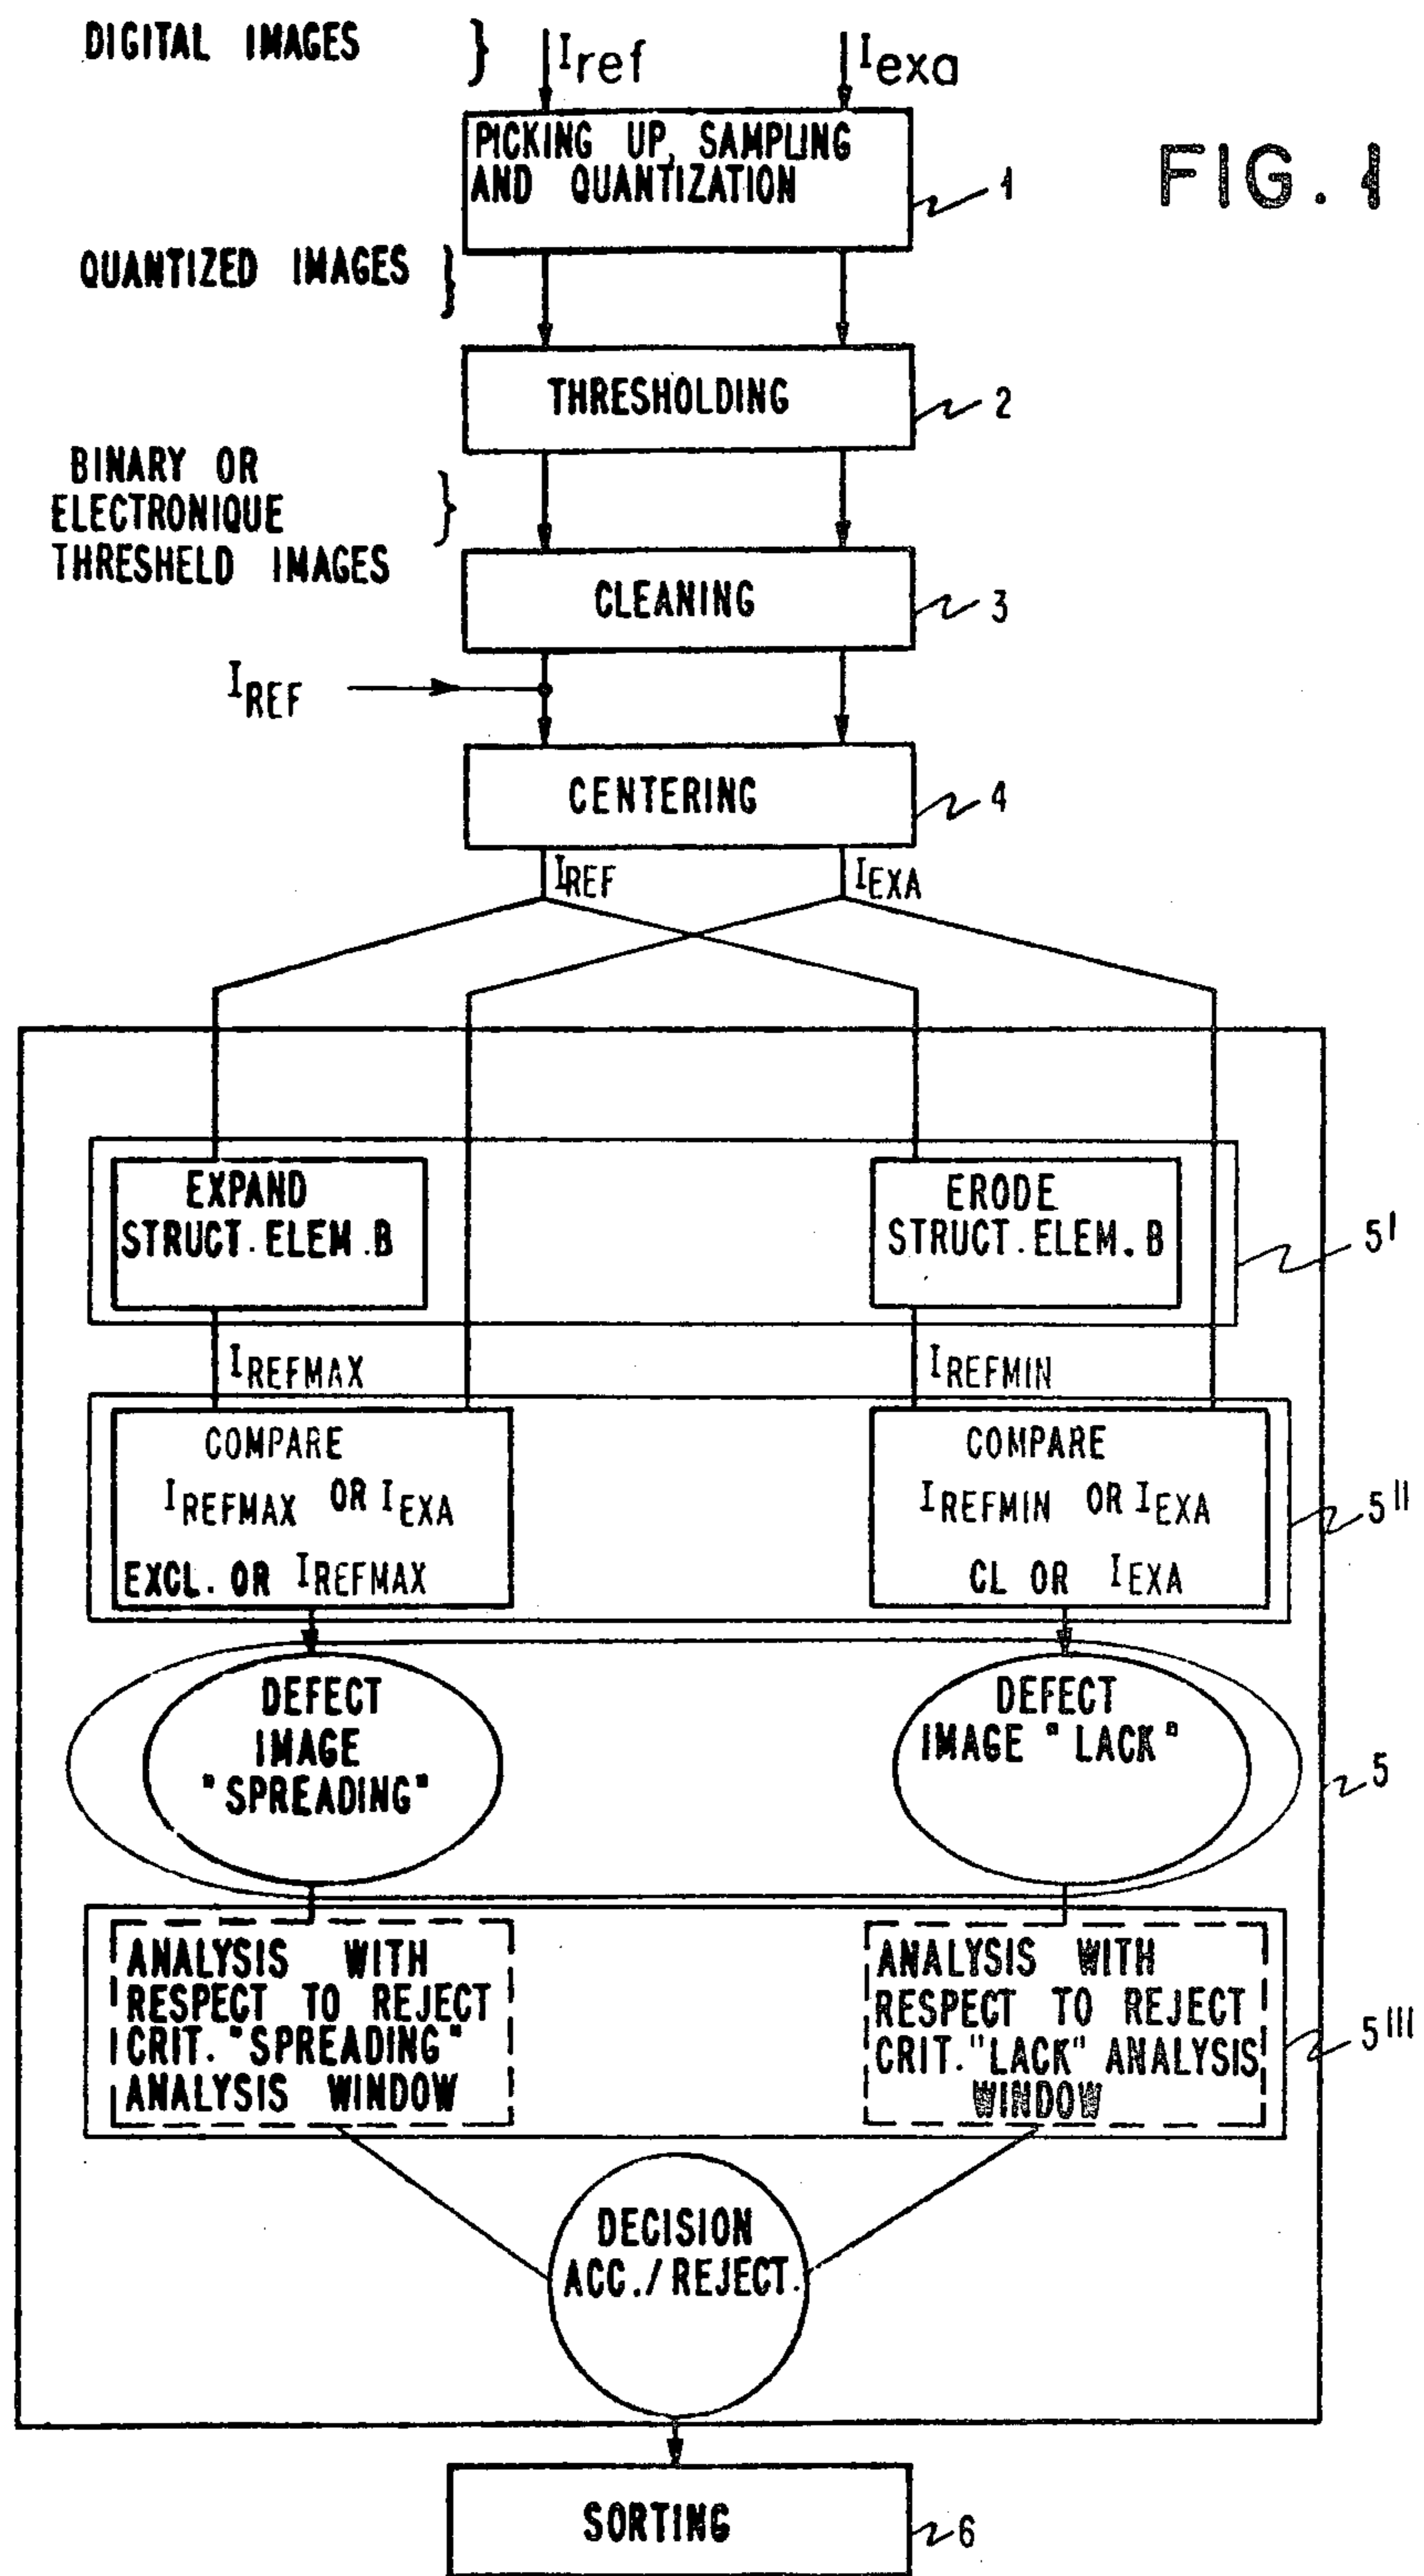 DIGITAL IMAGES } Iref Iexa
PICKING UP, SAMPLING
AND QUANTIZATION
1
FIG. 1
QUANTIZED IMAGES }
THRESHOLDING
2
BINARY OR
ELECTRONIQUE }
THRESHELD IMAGES
CLEANING
3
IREF
CENTERING
4
IREF IEXA
EXPAND
STRUCT. ELEM. B
ERODE
STRUCT. ELEM. B
5'
IREFMAX IREFMIN
COMPARE
IREFMAX OR IEXA
EXCL. OR IREFMAX
COMPARE
IREFMIN OR IEXA
CL OR IEXA
5"
DEFECT
IMAGE
"SPREADING"
DEFECT
IMAGE "LACK"
5
ANALYSIS WITH
RESPECT TO REJECT
CRIT. "SPREADING"
ANALYSIS WINDOW
ANALYSIS WITH
RESPECT TO REJECT
CRIT. "LACK" ANALYSIS
WINDOW
5'''
DECISION
ACC./REJECT.
SORTING
6